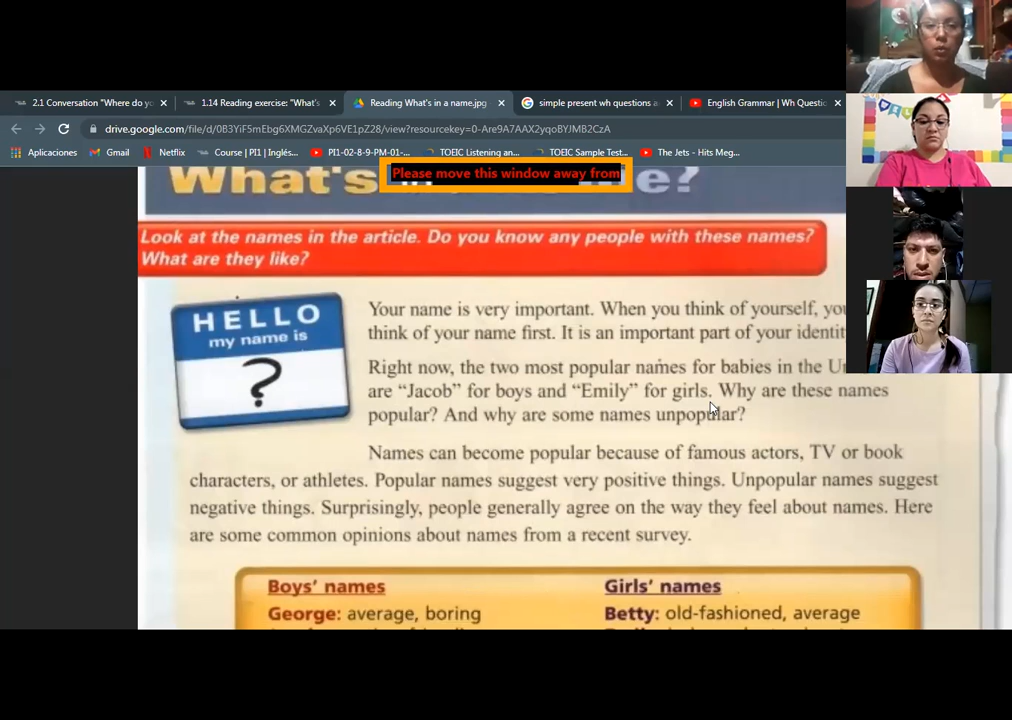 2.1 Conversation "Where do yo
1.14 Reading exercise: "What's
Reading What's in a name.jpg
simple present wh questions a
English Grammar | Wh Questio
drive.google.com/file/d/0B3YiF5mEbg6XMGZvaXp6VE1pZ28/view?resourcekey=0-Are9A7AAX2yqoBYJMB2CzA
Aplicaciones
Gmail
Netflix
Course | PI1 | Inglés...
PI1-02-8-9-PM-01-...
TOEIC Listening an...
TOEIC Sample Test...
The Jets - Hits Meg...
Please move this window away from
What's e?
Look at the names in the article. Do you know any people with these names?
What are they like?
HELLO
my name is
?
Your name is very important. When you think of yourself, you
think of your name first. It is an important part of your identit
Right now, the two most popular names for babies in the Un
are "Jacob" for boys and "Emily" for girls. Why are these names
popular? And why are some names unpopular?
Names can become popular because of famous actors, TV or book
characters, or athletes. Popular names suggest very positive things. Unpopular names suggest
negative things. Surprisingly, people generally agree on the way they feel about names. Here
are some common opinions about names from a recent survey.
Boys' names
George: average, boring
Girls' names
Betty: old-fashioned, average